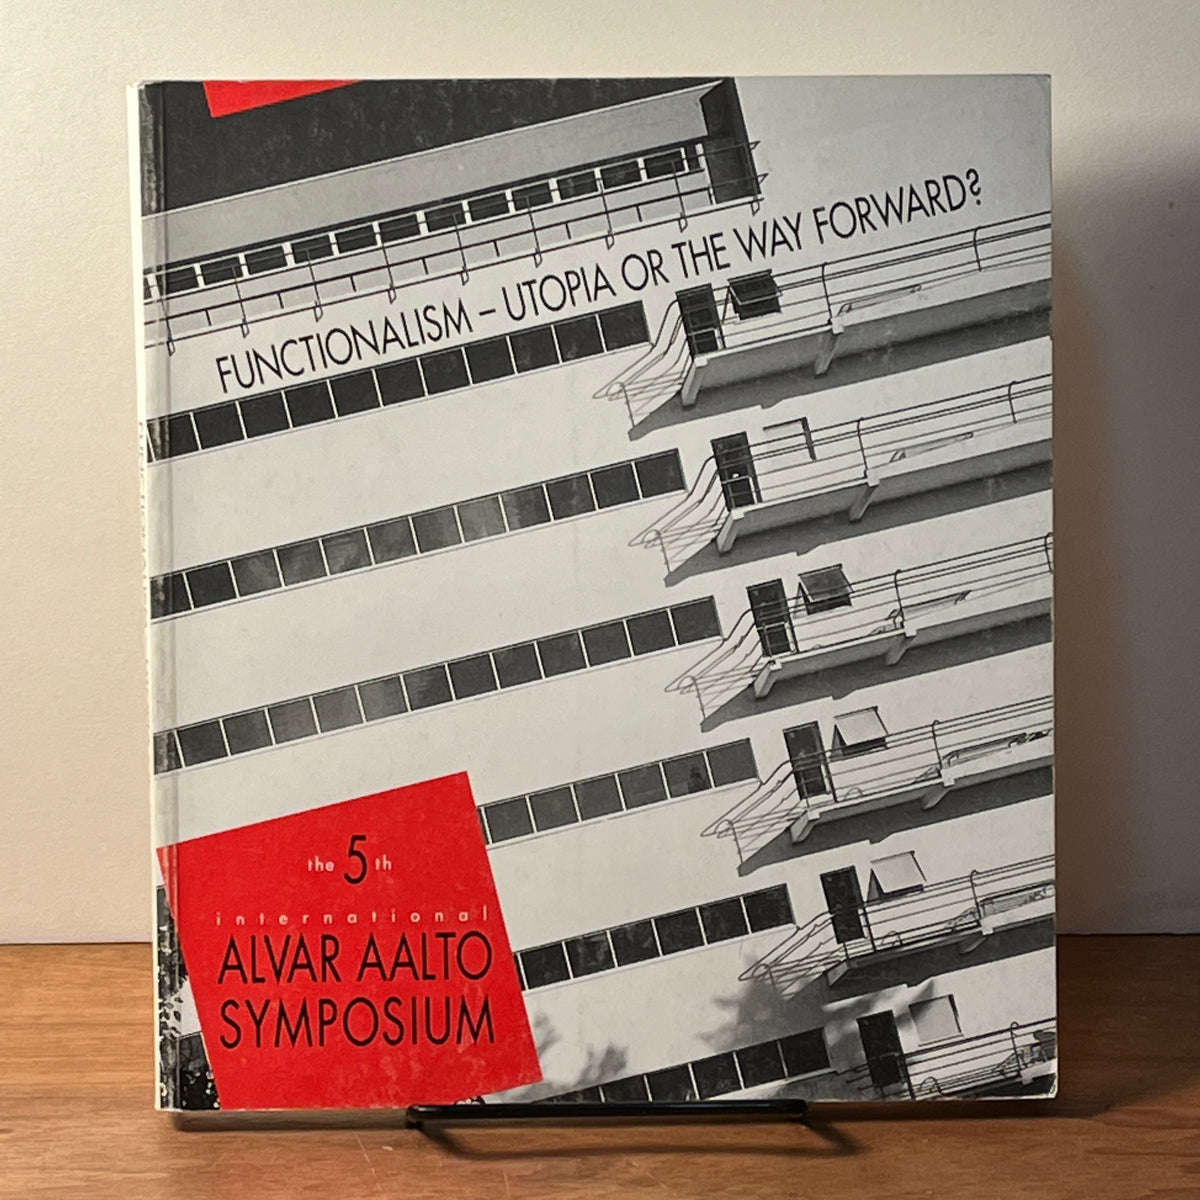 FUNCTIONALISM – UTOPIA OR THE WAY FORWARD?
the 5th
international
ALVAR AALTO
SYMPOSIUM